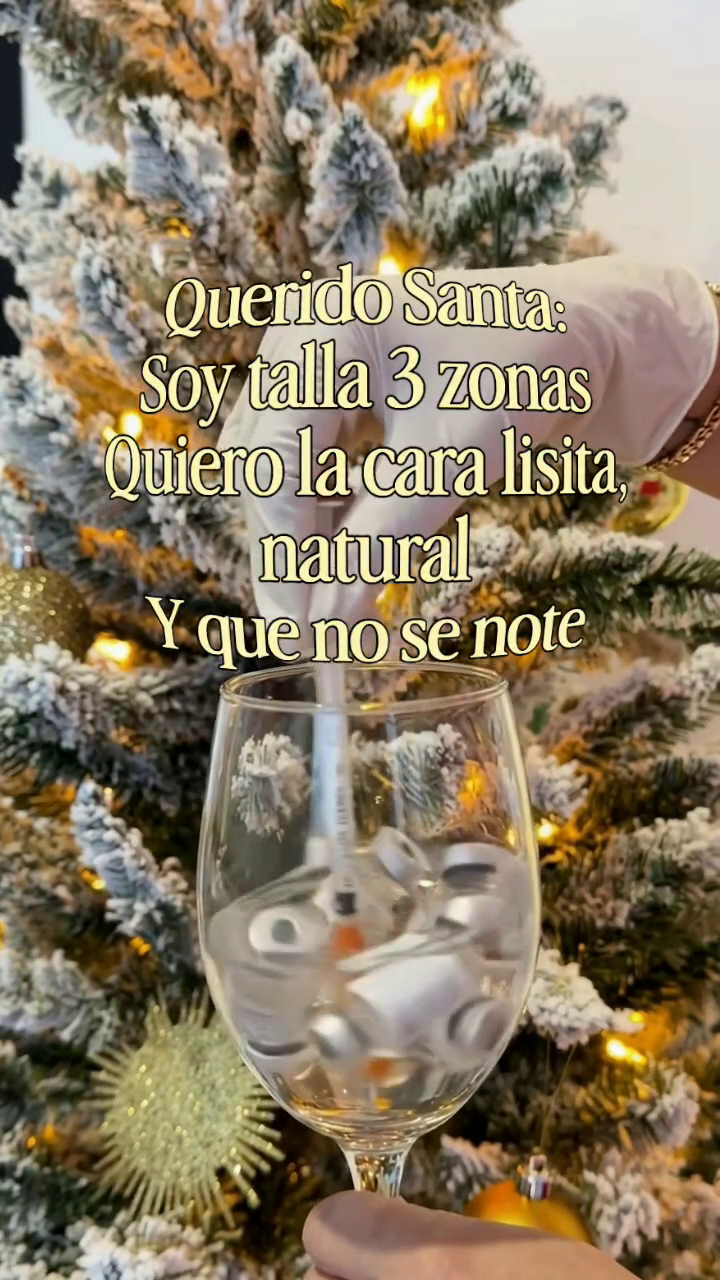 Querido Santa:
Soy talla 3 zonas
Quiero la cara lisita,
natural
Y que no se note